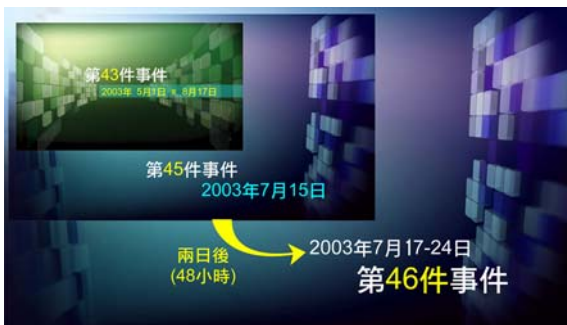 第43件事件
2003年 5月1日 & 8月17日
第45件事件
2003年7月15日
兩日後
(48小時)
2003年7月17-24日
第46件事件